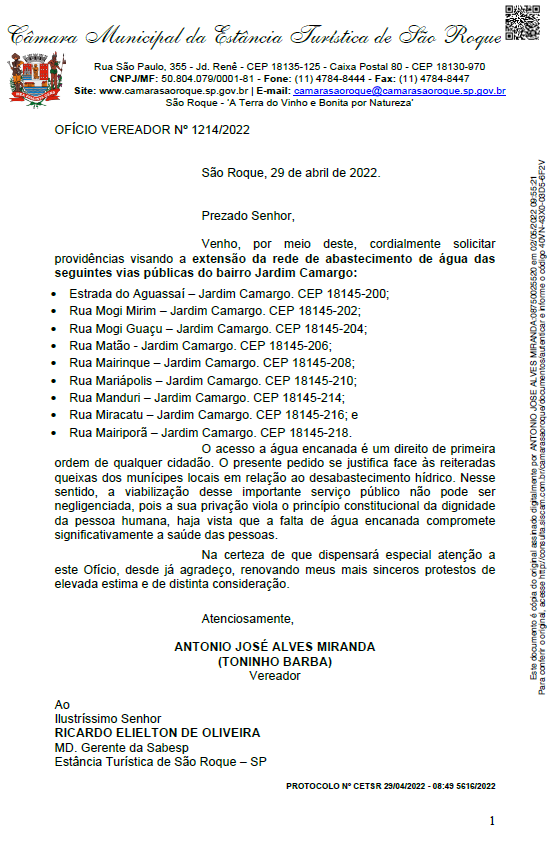 Câmara Municipal da Estância Turística de São Roque
Rua São Paulo, 355 - Jd. Renê - CEP 18135-125 - Caixa Postal 80 - CEP 18130-970
CNPJ/MF: 50.804.079/0001-81 - Fone: (11) 4784-8444 - Fax: (11) 4784-8447
Site: www.camarasaoroque.sp.gov.br | E-mail: camarasaoroque@camarasaoroque.sp.gov.br
São Roque - 'A Terra do Vinho e Bonita por Natureza'
OFÍCIO VEREADOR Nº 1214/2022
São Roque, 29 de abril de 2022.
Prezado Senhor,
Venho, por meio deste, cordialmente solicitar
providências visando a extensão da rede de abastecimento de água das
seguintes vias públicas do bairro Jardim Camargo:
• Estrada do Aguassaí – Jardim Camargo. CEP 18145-200;
• Rua Mogi Mirim – Jardim Camargo. CEP 18145-202;
• Rua Mogi Guaçu – Jardim Camargo. CEP 18145-204;
• Rua Matão - Jardim Camargo. CEP 18145-206;
• Rua Mairinque – Jardim Camargo. CEP 18145-208;
• Rua Mariápolis – Jardim Camargo. CEP 18145-210;
• Rua Manduri – Jardim Camargo. CEP 18145-214;
• Rua Miracatu – Jardim Camargo. CEP 18145-216; e
• Rua Mairiporã – Jardim Camargo. CEP 18145-218.
O acesso a água encanada é um direito de primeira
ordem de qualquer cidadão. O presente pedido se justifica face às reiteradas
queixas dos munícipes locais em relação ao desabastecimento hídrico. Nesse
sentido, a viabilização desse importante serviço público não pode ser
negligenciada, pois a sua privação viola o princípio constitucional da dignidade
da pessoa humana, haja vista que a falta de água encanada compromete
significativamente a saúde das pessoas.
Na certeza de que dispensará especial atenção a
este Ofício, desde já agradeço, renovando meus mais sinceros protestos de
elevada estima e de distinta consideração.
Atenciosamente,
ANTONIO JOSÉ ALVES MIRANDA
(TONINHO BARBA)
Vereador
Ao
Ilustríssimo Senhor
RICARDO ELIELTON DE OLIVEIRA
MD. Gerente da Sabesp
Estância Turística de São Roque – SP
PROTOCOLO Nº CETSR 29/04/2022 - 08:49 5616/2022
1
Este documento é cópia do original assinado digitalmente por ANTONIO JOSE ALVES MIRANDA:08750025520 em 02/05/2022 09:55:21
Para conferir o original, acesse http://consulta.siscam.com.br/camarasaoroque/documentos/autenticar e informe o código 40VN-43X0-03D5-6F2V